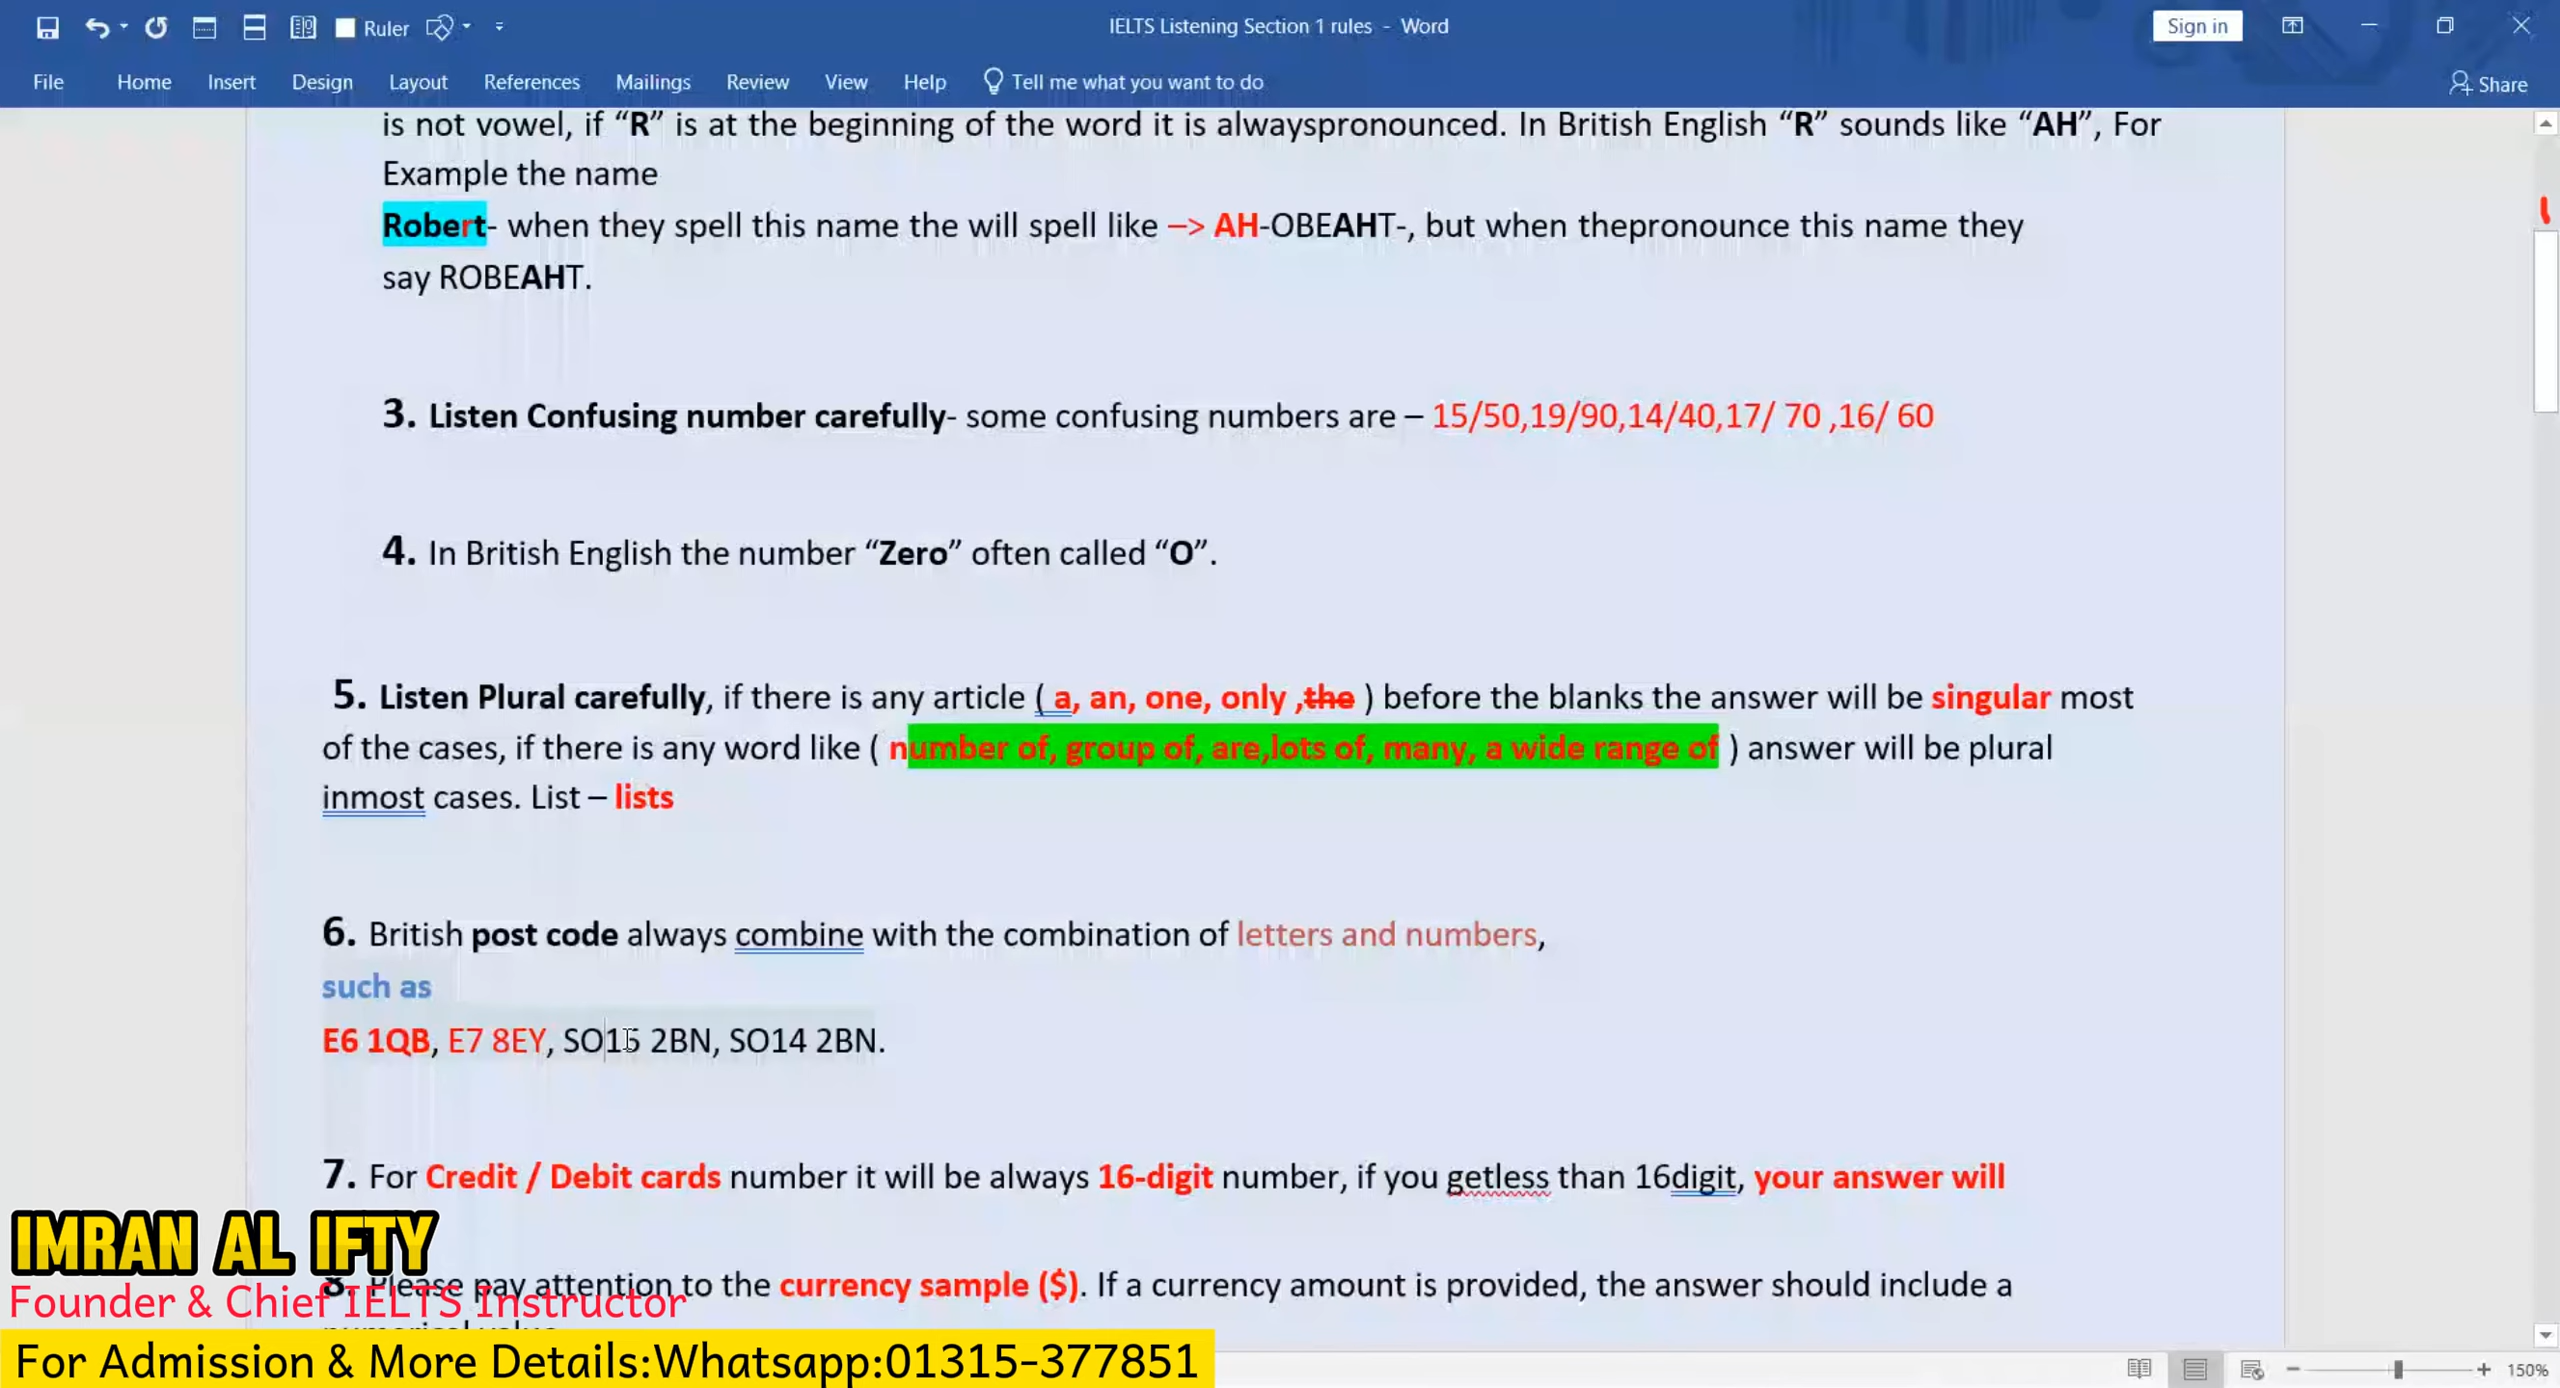 Ruler
IELTS Listening Section 1 rules - Word
Sign in
File Home Insert Design Layout References Mailings Review View Help Tell me what you want to do
Share
is not vowel, if “R” is at the beginning of the word it is alwayspronounced. In British English “R” sounds like “AH”, For
Example the name
Robert- when they spell this name the will spell like –> AH-OBEAHT-, but when thepronounce this name they
say ROBEAHT.
3. Listen Confusing number carefully- some confusing numbers are – 15/50,19/90,14/40,17/ 70 ,16/ 60
4. In British English the number “Zero” often called “O”.
5. Listen Plural carefully, if there is any article ( a, an, one, only ,the ) before the blanks the answer will be singular most
of the cases, if there is any word like ( number of, group of, are,lots of, many, a wide range of ) answer will be plural
inmost cases. List – lists
6. British post code always combine with the combination of letters and numbers,
such as
E6 1QB, E7 8EY, SO15 2BN, SO14 2BN.
7. For Credit / Debit cards number it will be always 16-digit number, if you getless than 16digit, your answer will
8. Please pay attention to the currency sample ($). If a currency amount is provided, the answer should include a
numerical value
IMRAN AL IFTY
Founder & Chief IELTS Instructor
For Admission & More Details:Whatsapp:01315-377851
150%